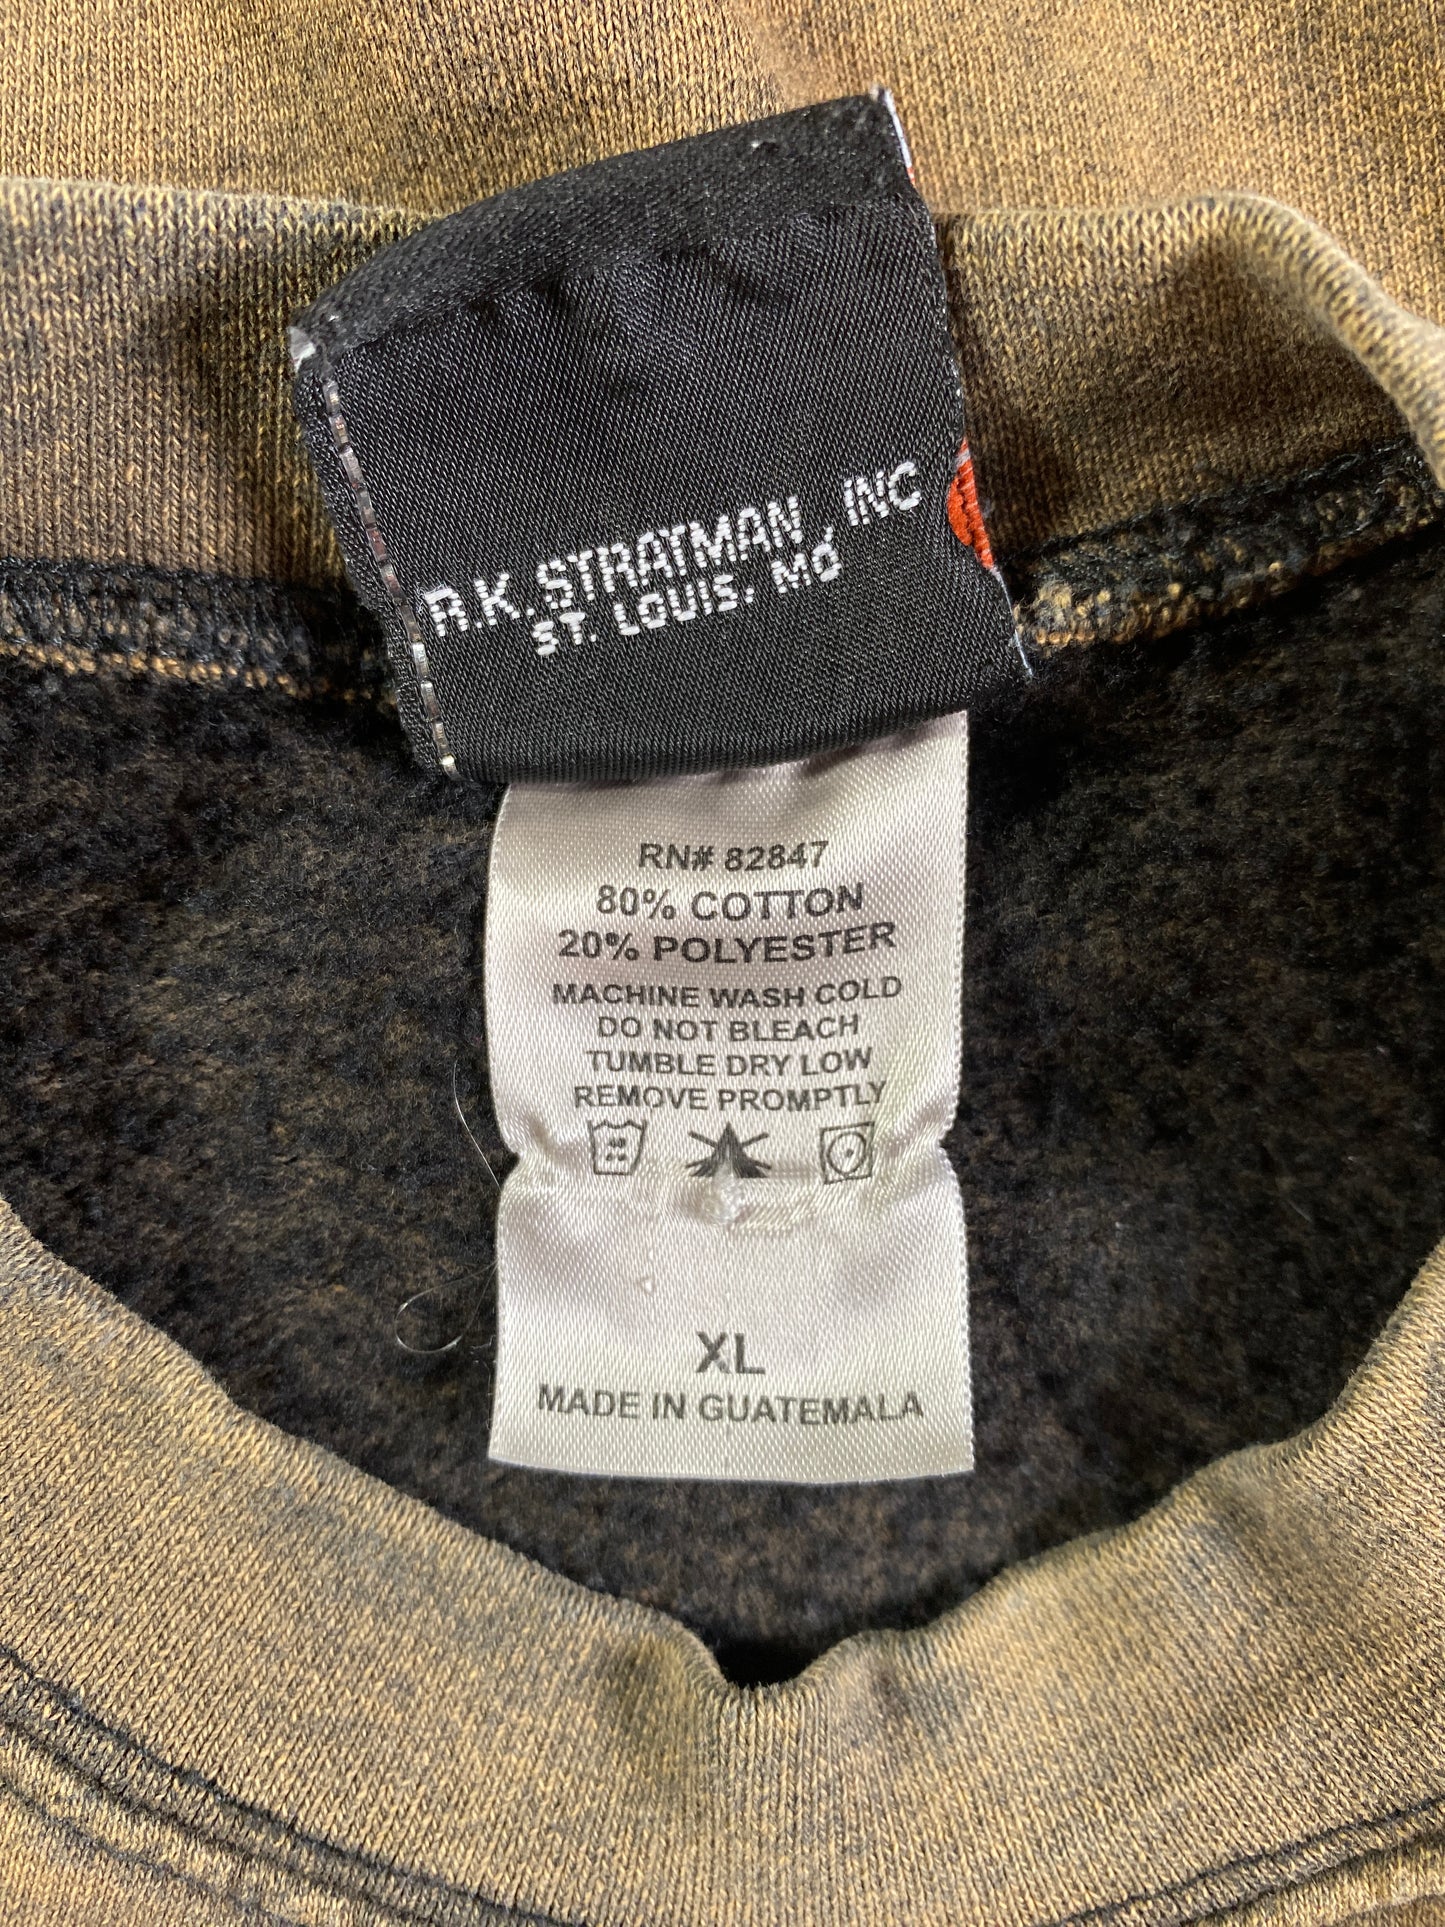 R.K. STRATMAN, INC
ST. LOUIS, MO
RN# 82847
80% COTTON
20% POLYESTER
MACHINE WASH COLD
DO NOT BLEACH
TUMBLE DRY LOW
REMOVE PROMPTLY
XL
MADE IN GUATEMALA